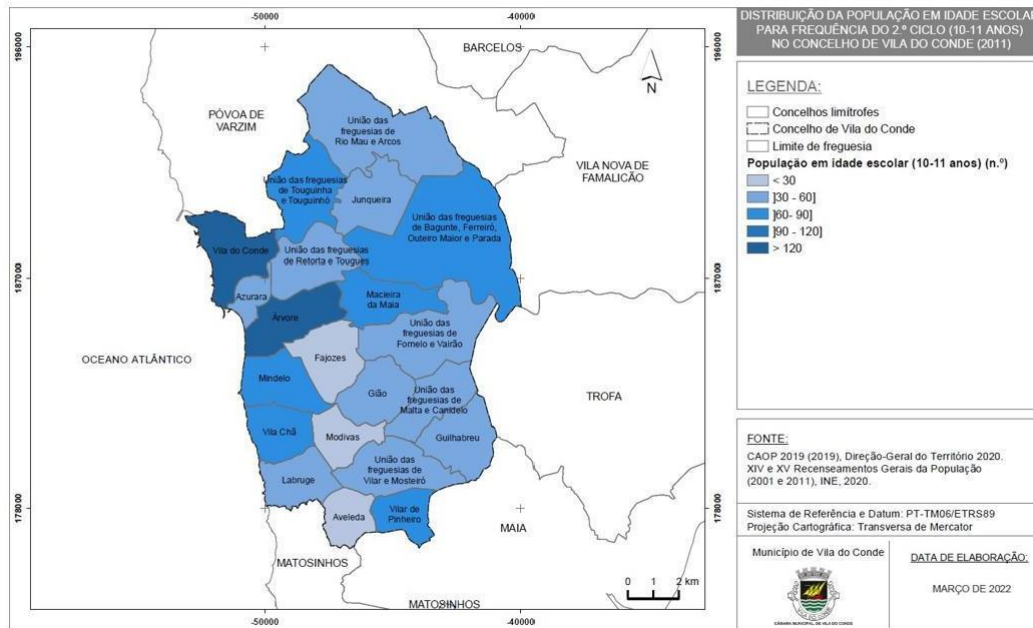 -50000
-40000
DISTRIBUIÇÃO DA POPULAÇÃO EM IDADE ESCOLAR
PARA FREQUÊNCIA DO 2.º CICLO (10-11 ANOS)
NO CONCELHO DE VILA DO CONDE (2011)
196000
187000
178000
BARCELOS
N
PÓVOA DE
VARZIM
VILA NOVA DE
FAMALICÃO
OCEANO ATLÂNTICO
TROFA
MAIA
MATOSINHOS
MATOSINHOS
União das
freguesias de
Rio Mau e Arcos
União das freguesias
de Touguinha
e Touguinhó
Junqueira
União das freguesias
de Bagunte, Ferreiró,
Outeiro Maior e Parada
Vila do Conde
União das freguesias
de Retorta e Tougues
Azurara
Macieira
da Maia
Árvore
União das
freguesias de
Fornelo e Vairão
Fajozes
Mindelo
Gião
União das
freguesias de
Malta e Canidelo
Vila Chã
Modivas
Guilhabreu
União das
freguesias de
Vilar e Mosteiró
Labruge
Aveleda
Vilar de
Pinheiro
0 1 2 km
-50000
-40000
LEGENDA:
Concelhos limítrofes
Concelho de Vila do Conde
Limite de freguesia
População em idade escolar (10-11 anos) (n.º)
< 30
]30 - 60]
]60- 90]
]90 - 120]
> 120
FONTE:
CAOP 2019 (2019), Direção-Geral do Território 2020.
XIV e XV Recenseamentos Gerais da População
(2001 e 2011), INE, 2020.
Sistema de Referência e Datum: PT-TM06/ETRS89
Projeção Cartográfica: Transversa de Mercator
Município de Vila do Conde
CÂMARA MUNICIPAL DE VILA DO CONDE
DATA DE ELABORAÇÃO:
MARÇO DE 2022